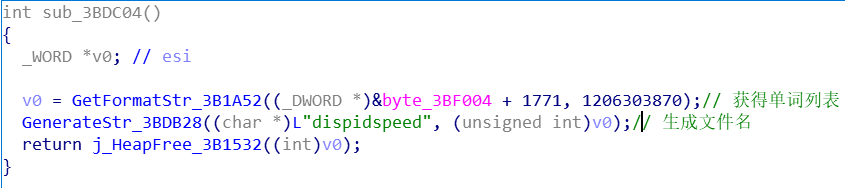 int sub_3BDC04()
{
  _WORD *v0; // esi

  v0 = GetFormatStr_3B1A52((_DWORD *)&byte_3BF004 + 1771, 1206303870);// 获得单词列表
  GenerateStr_3BDB28((char *)L"dispidspeed", (unsigned int)v0);// 生成文件名
  return j_HeapFree_3B1532((int)v0);
}